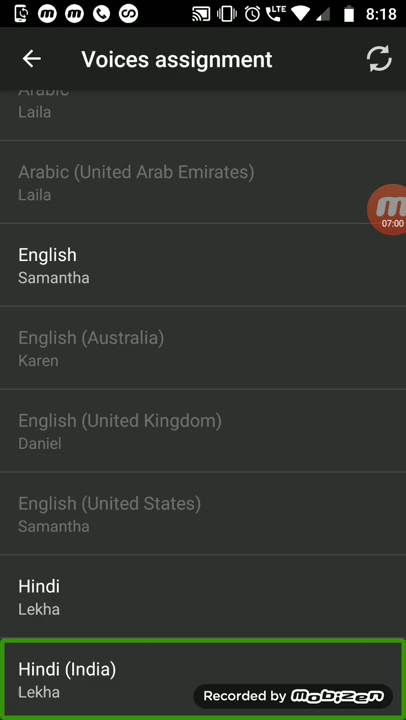 8:18
Voices assignment
Arabic
Laila
Arabic (United Arab Emirates)
Laila
07:00
English
Samantha
English (Australia)
Karen
English (United Kingdom)
Daniel
English (United States)
Samantha
Hindi
Lekha
Hindi (India)
Lekha
Recorded by mobizen